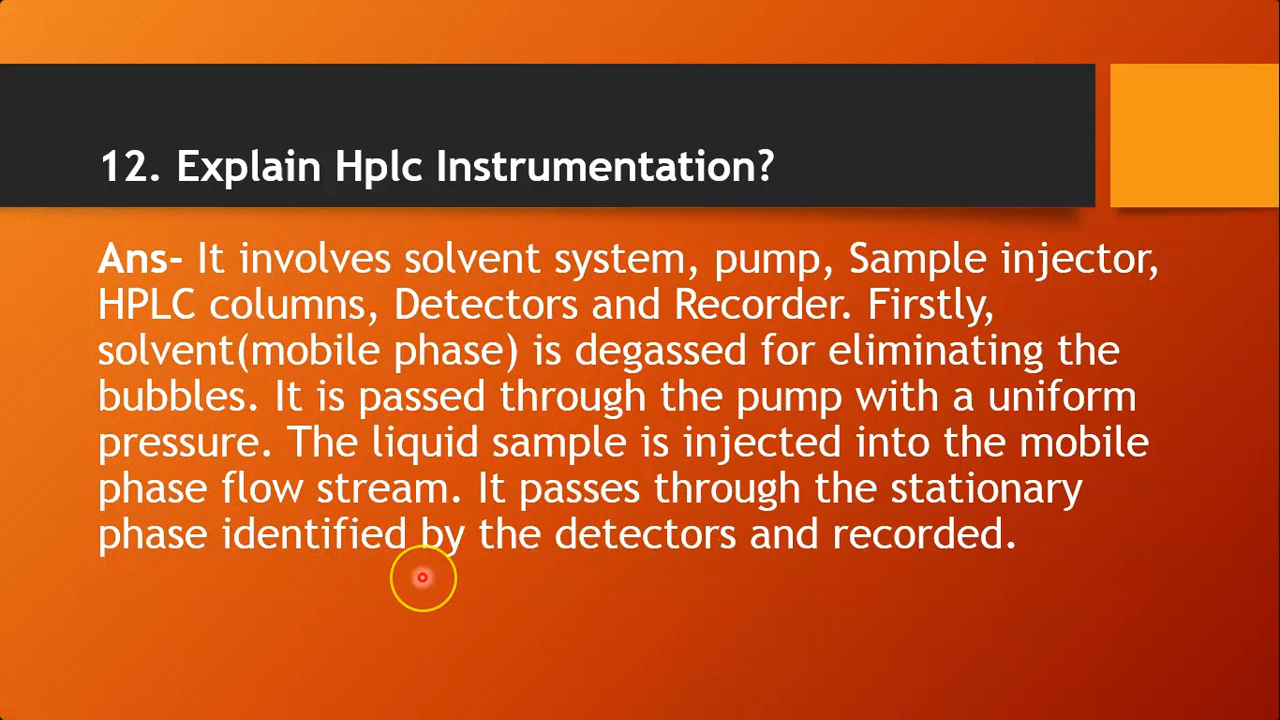 12. Explain Hplc Instrumentation?
Ans- It involves solvent system, pump, Sample injector,
HPLC columns, Detectors and Recorder. Firstly,
solvent(mobile phase) is degassed for eliminating the
bubbles. It is passed through the pump with a uniform
pressure. The liquid sample is injected into the mobile
phase flow stream. It passes through the stationary
phase identified by the detectors and recorded.